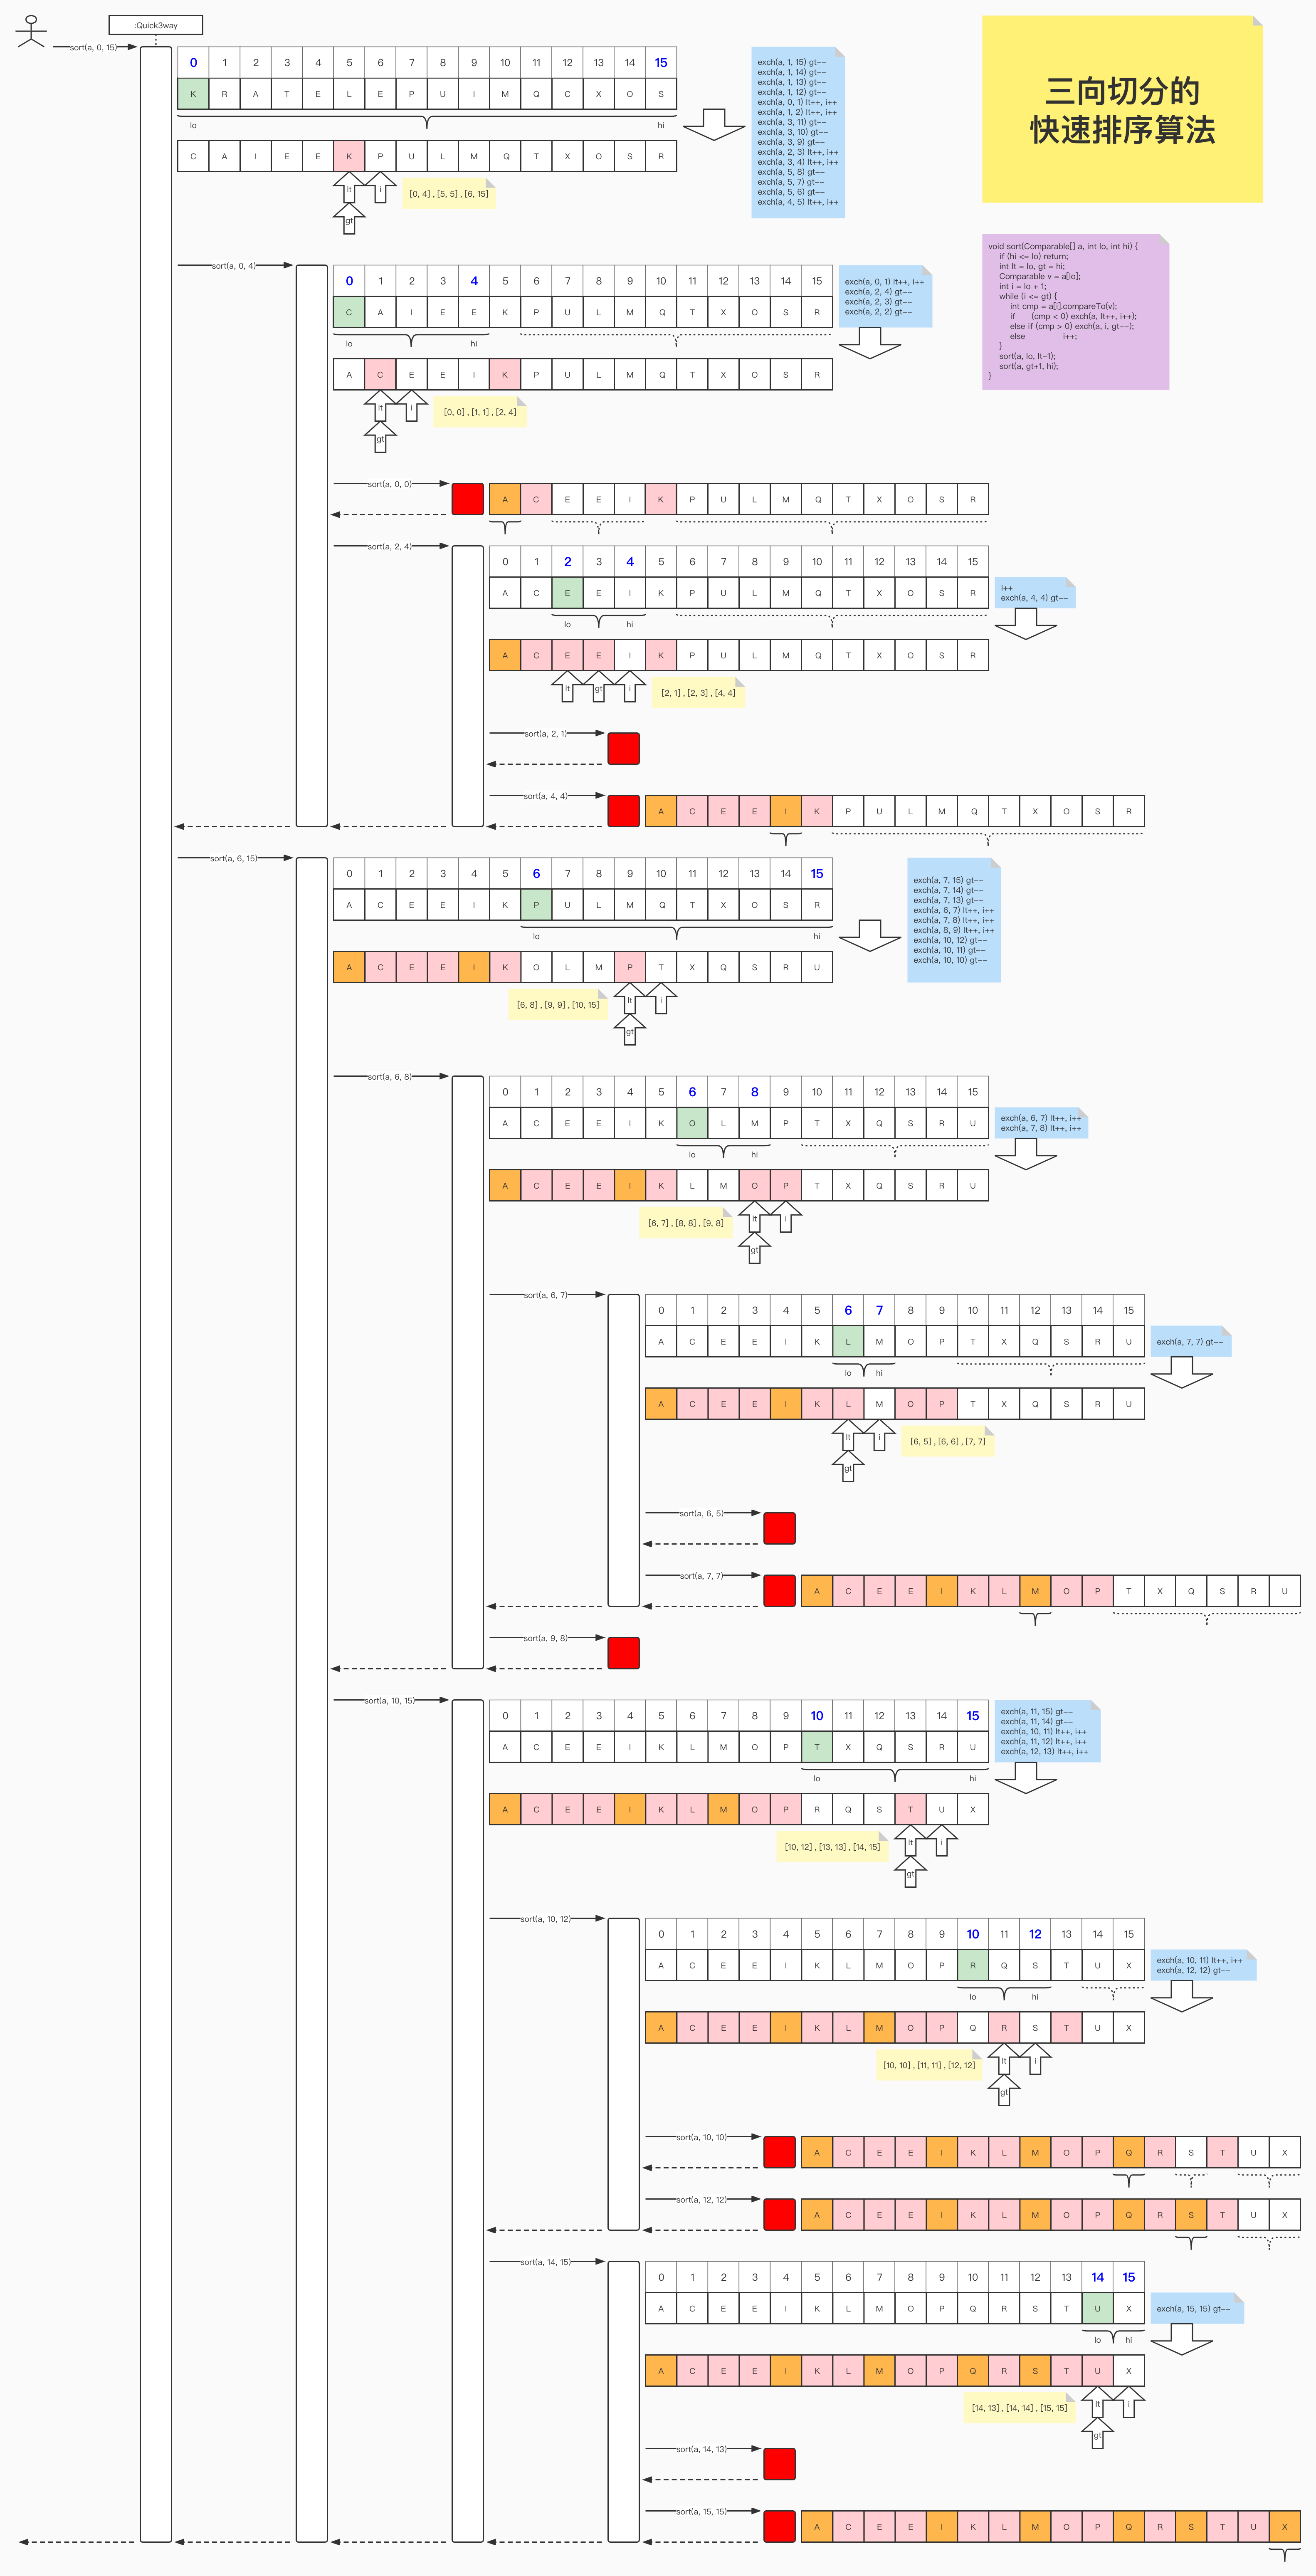 :Quick3way
sort(a, 0, 15)
0 1 2 3 4 5 6 7 8 9 10 11 12 13 14 15
K R A T E L E P U I M Q C X O S
lo hi
C A I E E K P U L M Q T X O S R
lt i
gt
[0, 4] , [5, 5] , [6, 15]
exch(a, 1, 15) gt--
exch(a, 1, 14) gt--
exch(a, 1, 13) gt--
exch(a, 1, 12) gt--
exch(a, 0, 1) lt++, i++
exch(a, 1, 2) lt++, i++
exch(a, 3, 11) gt--
exch(a, 3, 10) gt--
exch(a, 3, 9) gt--
exch(a, 2, 3) lt++, i++
exch(a, 3, 4) lt++, i++
exch(a, 5, 8) gt--
exch(a, 5, 7) gt--
exch(a, 5, 6) gt--
exch(a, 4, 5) lt++, i++
三向切分的
快速排序算法
void sort(Comparable[] a, int lo, int hi) {
if (hi <= lo) return;
int lt = lo, gt = hi;
Comparable v = a[lo];
int i = lo + 1;
while (i <= gt) {
int cmp = a[i].compareTo(v);
if (cmp < 0) exch(a, lt++, i++);
else if (cmp > 0) exch(a, i, gt--);
else i++;
}
sort(a, lo, lt-1);
sort(a, gt+1, hi);
}
sort(a, 0, 4)
0 1 2 3 4 5 6 7 8 9 10 11 12 13 14 15
C A I E E K P U L M Q T X O S R
lo hi
A C E E I K P U L M Q T X O S R
lt i
gt
[0, 0] , [1, 1] , [2, 4]
exch(a, 0, 1) lt++, i++
exch(a, 2, 4) gt--
exch(a, 2, 3) gt--
exch(a, 2, 2) gt--
sort(a, 0, 0)
A C E E I K P U L M Q T X O S R
sort(a, 2, 4)
0 1 2 3 4 5 6 7 8 9 10 11 12 13 14 15
A C E E I K P U L M Q T X O S R
lo hi
A C E E I K P U L M Q T X O S R
lt gt i
[2, 1] , [2, 3] , [4, 4]
i++
exch(a, 4, 4) gt--
sort(a, 2, 1)
sort(a, 4, 4)
A C E E I K P U L M Q T X O S R
sort(a, 6, 15)
0 1 2 3 4 5 6 7 8 9 10 11 12 13 14 15
A C E E I K P U L M Q T X O S R
lo hi
A C E E I K O L M P T X Q S R U
lt i
gt
[6, 8] , [9, 9] , [10, 15]
exch(a, 7, 15) gt--
exch(a, 7, 14) gt--
exch(a, 7, 13) gt--
exch(a, 6, 7) lt++, i++
exch(a, 7, 8) lt++, i++
exch(a, 8, 9) lt++, i++
exch(a, 10, 12) gt--
exch(a, 10, 11) gt--
exch(a, 10, 10) gt--
sort(a, 6, 8)
0 1 2 3 4 5 6 7 8 9 10 11 12 13 14 15
A C E E I K O L M P T X Q S R U
lo hi
A C E E I K L M O P T X Q S R U
lt i
gt
[6, 7] , [8, 8] , [9, 8]
exch(a, 6, 7) lt++, i++
exch(a, 7, 8) lt++, i++
sort(a, 6, 7)
0 1 2 3 4 5 6 7 8 9 10 11 12 13 14 15
A C E E I K L M O P T X Q S R U
lo hi
A C E E I K L M O P T X Q S R U
lt i
gt
[6, 5] , [6, 6] , [7, 7]
exch(a, 7, 7) gt--
sort(a, 6, 5)
sort(a, 7, 7)
A C E E I K L M O P T X Q S R U
sort(a, 9, 8)
sort(a, 10, 15)
0 1 2 3 4 5 6 7 8 9 10 11 12 13 14 15
A C E E I K L M O P T X Q S R U
lo hi
A C E E I K L M O P R Q S T U X
lt i
gt
[10, 12] , [13, 13] , [14, 15]
exch(a, 11, 15) gt--
exch(a, 11, 14) gt--
exch(a, 10, 11) lt++, i++
exch(a, 11, 12) lt++, i++
exch(a, 12, 13) lt++, i++
sort(a, 10, 12)
0 1 2 3 4 5 6 7 8 9 10 11 12 13 14 15
A C E E I K L M O P R Q S T U X
lo hi
A C E E I K L M O P Q R S T U X
lt i
gt
[10, 10] , [11, 11] , [12, 12]
exch(a, 10, 11) lt++, i++
exch(a, 12, 12) gt--
sort(a, 10, 10)
A C E E I K L M O P Q R S T U X
sort(a, 12, 12)
A C E E I K L M O P Q R S T U X
sort(a, 14, 15)
0 1 2 3 4 5 6 7 8 9 10 11 12 13 14 15
A C E E I K L M O P Q R S T U X
lo hi
A C E E I K L M O P Q R S T U X
lt i
gt
[14, 13] , [14, 14] , [15, 15]
exch(a, 15, 15) gt--
sort(a, 14, 13)
sort(a, 15, 15)
A C E E I K L M O P Q R S T U X